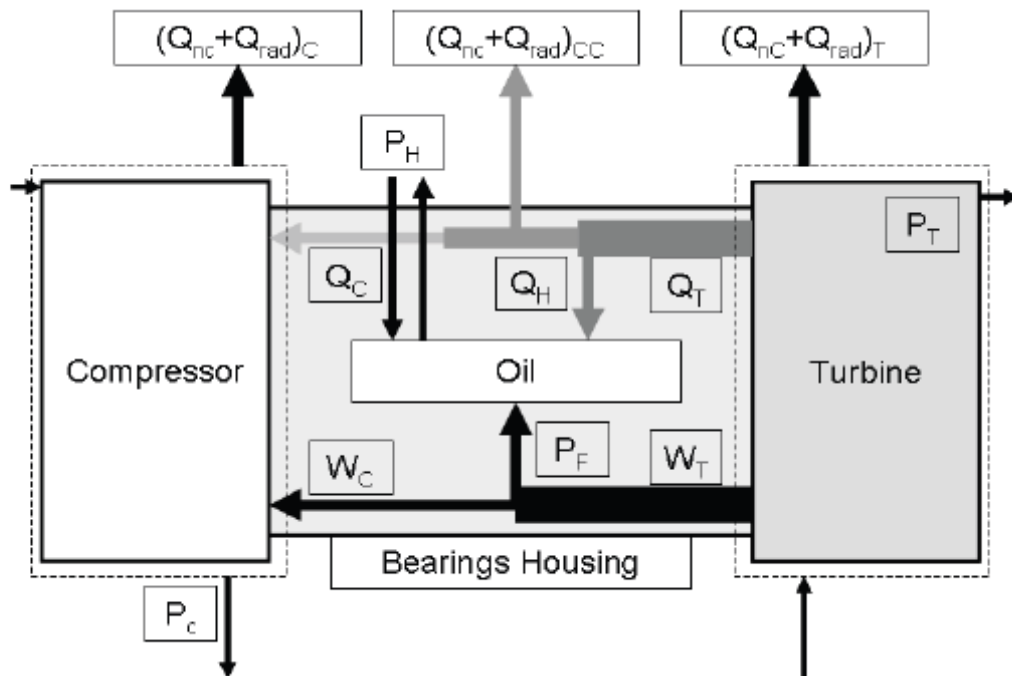 (Qnc+Qrad)C
(Qnc+Qrad)CC
(QnC+Qrad)T
PH
PT
QC
QH
QT
Compressor
Oil
Turbine
WC
PF
WT
Bearings Housing
Pc